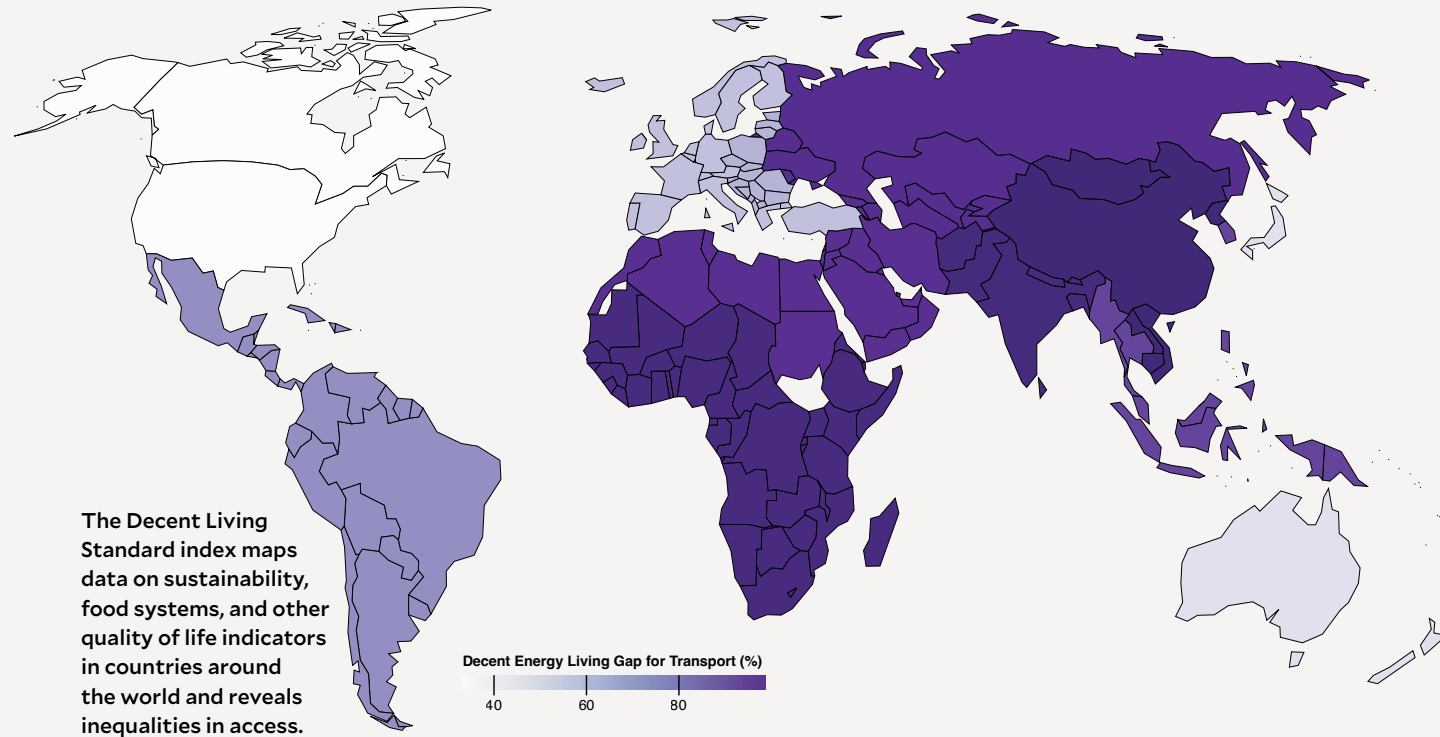 The Decent Living
Standard index maps
data on sustainability,
food systems, and other
quality of life indicators
in countries around
the world and reveals
inequalities in access.
Decent Energy Living Gap for Transport (%)
40 60 80